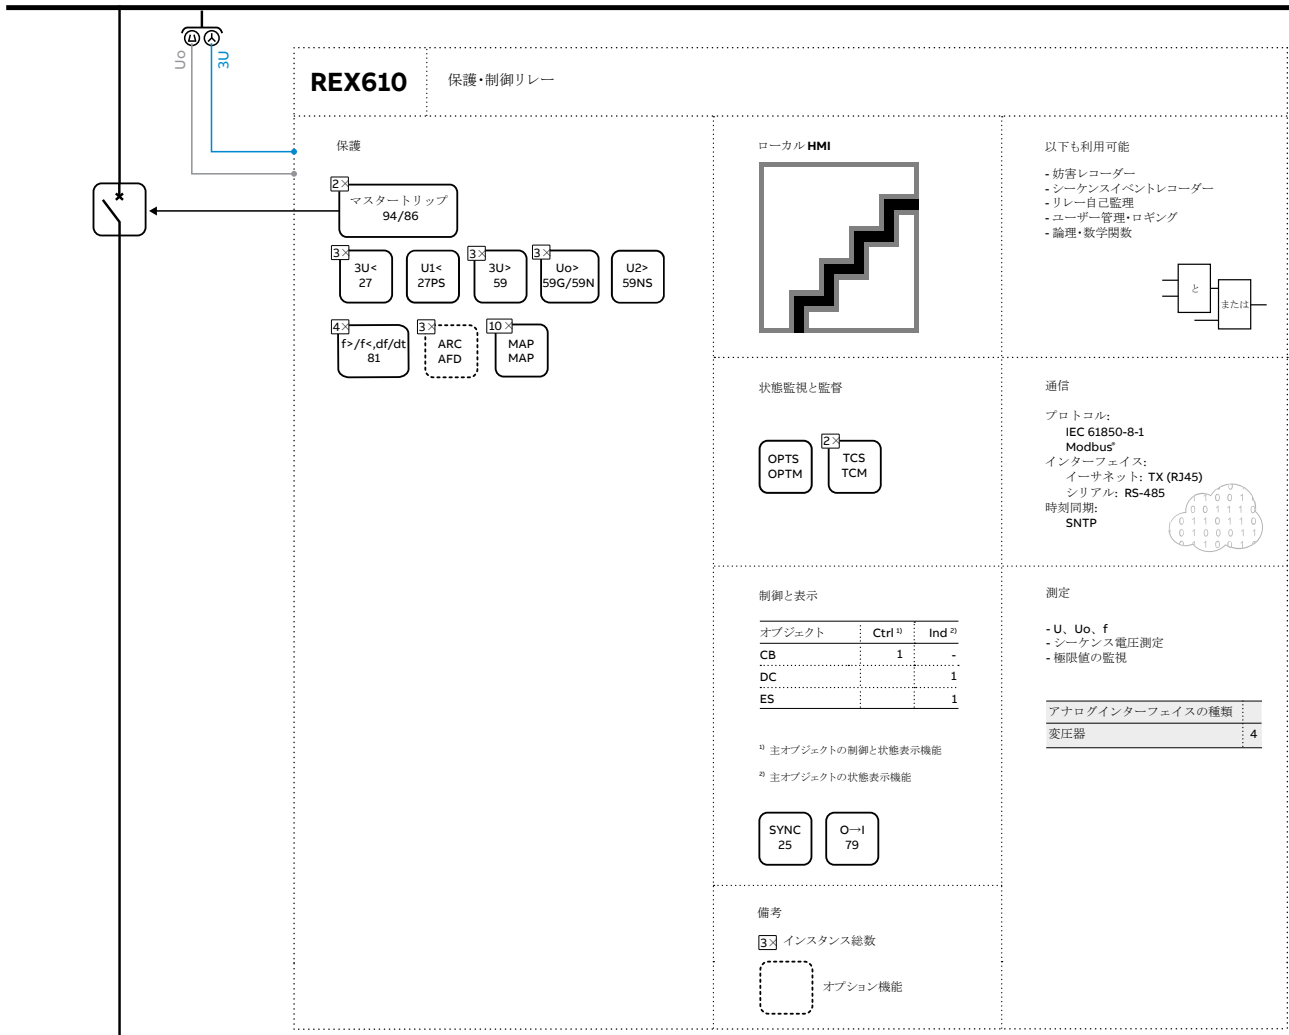 Uo
3U
REX610
保護・制御リレー
保護
2×
マスタートリップ
94/86
3×
3U<
27
U1<
27PS
3×
3U>
59
3×
Uo>
59G/59N
U2>
59NS
4×
f>/f<,df/dt
81
3×
ARC
AFD
10×
MAP
MAP
ローカル HMI
以下も利用可能
- 妨害レコーダー
- シーケンスイベントレコーダー
- リレー自己監理
- ユーザー管理・ロギング
- 論理・数学関数
と
または
状態監視と監督
OPTS
OPTM
2×
TCS
TCM
通信
プロトコル:
IEC 61850-8-1
Modbus®
インターフェイス:
イーサネット: TX (RJ45)
シリアル: RS-485
時刻同期:
SNTP
制御と表示
オブジェクト Ctrl 1) Ind 2)
CB 1 -
DC 1
ES 1
1) 主オブジェクトの制御と状態表示機能
2) 主オブジェクトの状態表示機能
SYNC
25
O→I
79
測定
- U、Uo、f
- シーケンス電圧測定
- 極限値の監視
アナログインターフェイスの種類
変圧器 4
備考
3× インスタンス総数
オプション機能